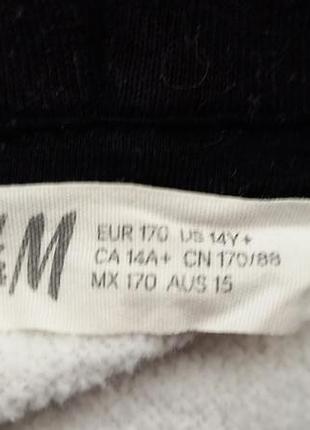 H&M
EUR 170 US 14Y+
CA 14A+ CN 170/88
MX 170 AUS 15